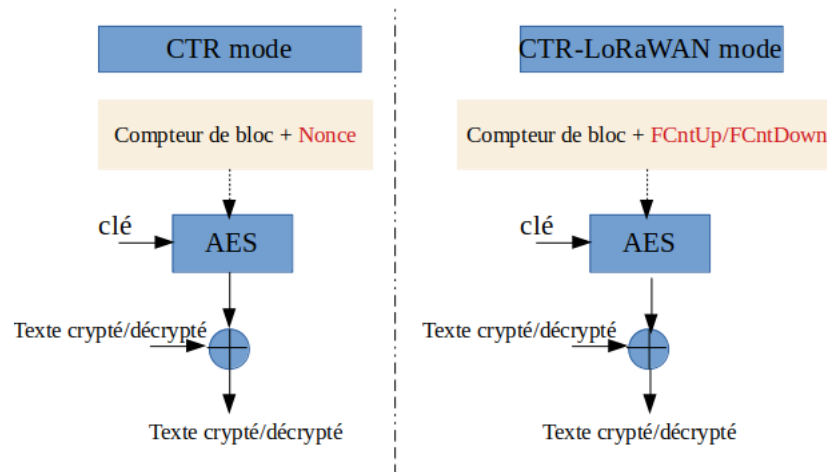 CTR mode
Compteur de bloc + Nonce
clé
AES
Texte crypté/décrypté
Texte crypté/décrypté
CTR-LoRaWAN mode
Compteur de bloc + FCntUp/FCntDown
clé
AES
Texte crypté/décrypté
Texte crypté/décrypté